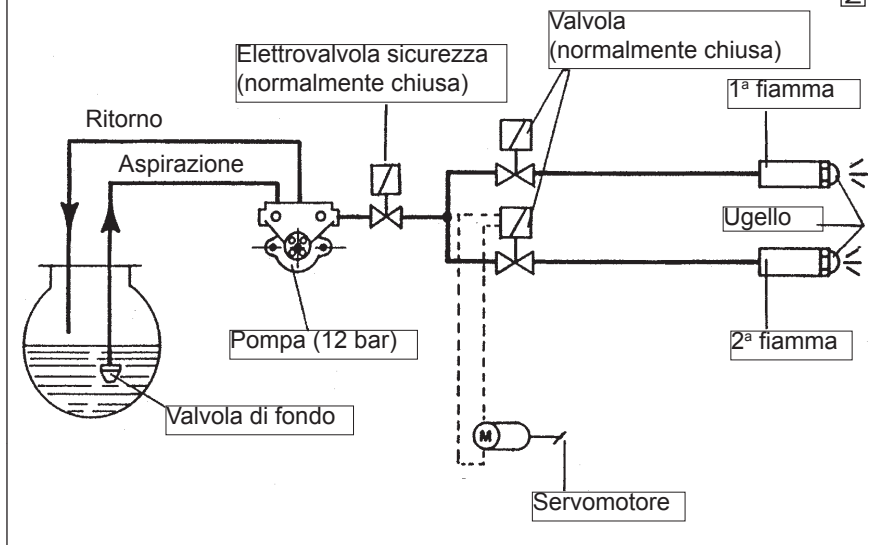 2
Valvola
(normalmente chiusa)
Elettrovalvola sicurezza
(normalmente chiusa)
1ª fiamma
Ritorno
Aspirazione
Ugello
Pompa (12 bar)
2ª fiamma
Valvola di fondo
M
Servomotore